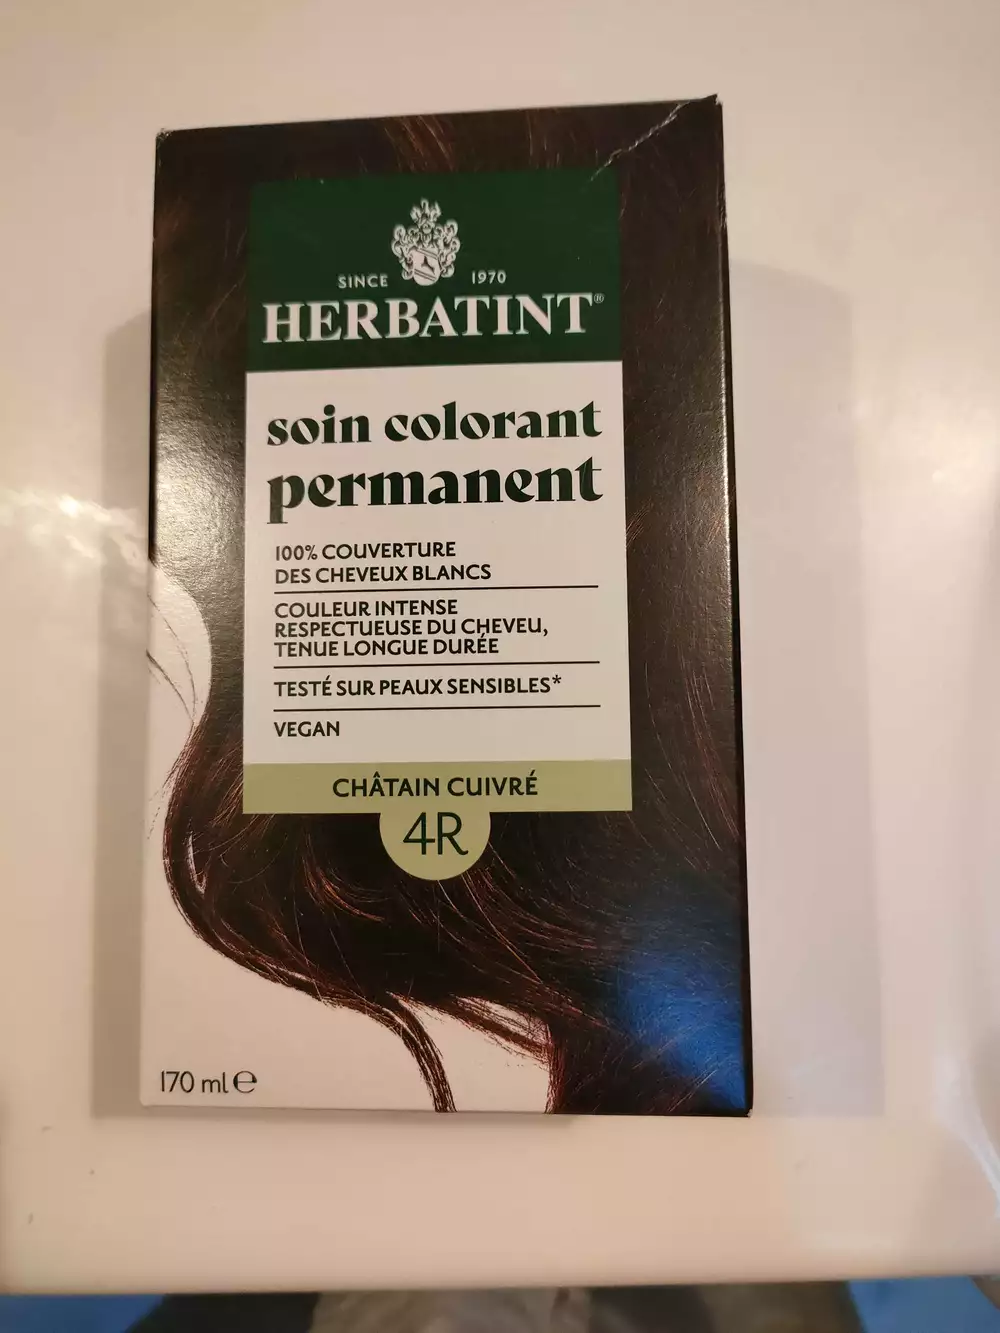 SINCE 1970
HERBATINT®
soin colorant
permanent
100% COUVERTURE
DES CHEVEUX BLANCS
COULEUR INTENSE
RESPECTUEUSE DU CHEVEU,
TENUE LONGUE DURÉE
TESTÉ SUR PEAUX SENSIBLES*
VEGAN
CHÂTAIN CUIVRÉ
4R
170 ml ℮